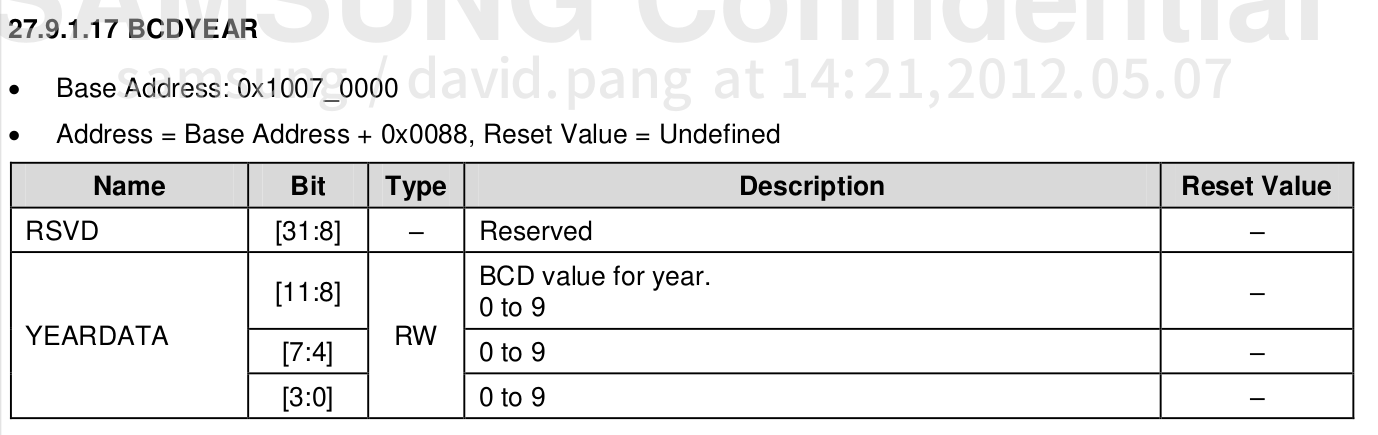 SAMSUNG Confidential
27.9.1.17 BCDYEAR
samsung / david.pang at 14:21,2012.05.07
• Base Address: 0x1007_0000
• Address = Base Address + 0x0088, Reset Value = Undefined
Name Bit Type Description Reset Value
RSVD [31:8] – Reserved –
YEARDATA [11:8] RW BCD value for year.
0 to 9 –
[7:4] 0 to 9 –
[3:0] 0 to 9 –